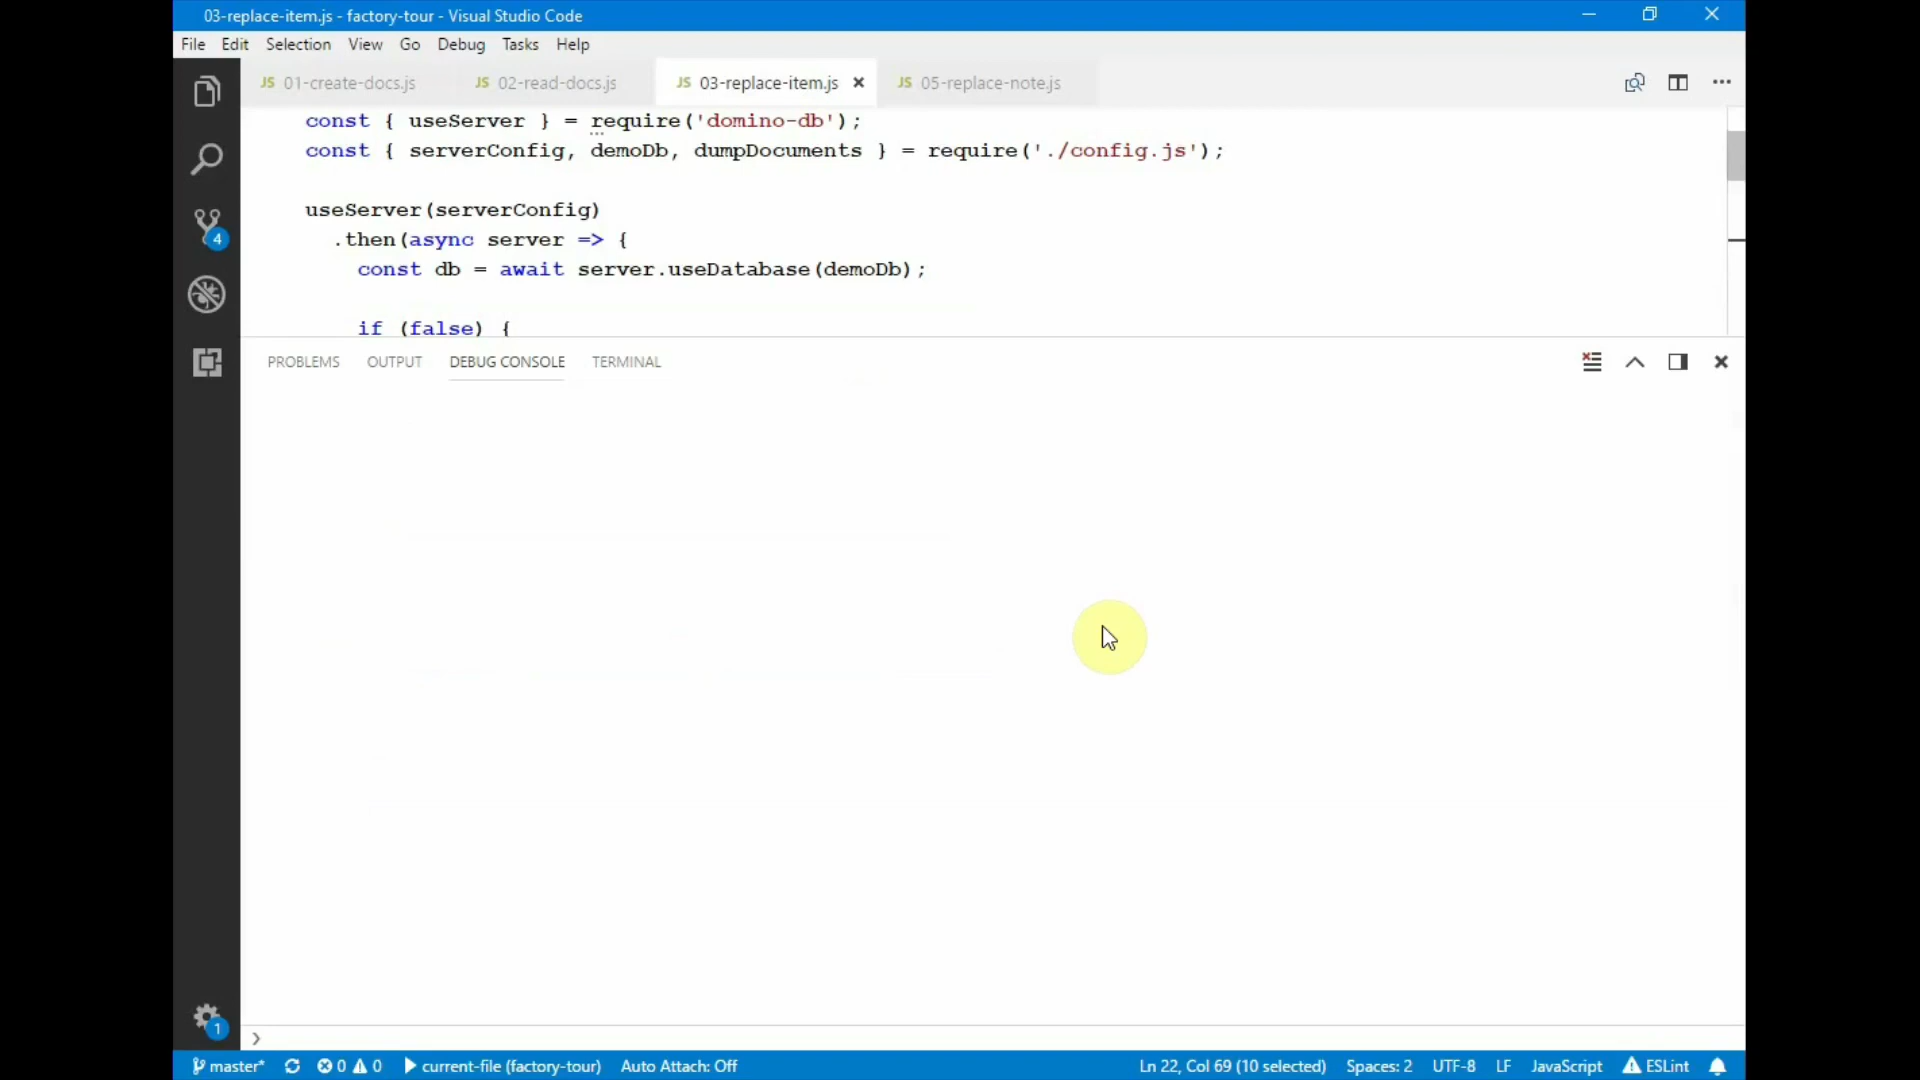 03-replace-item.js - factory-tour - Visual Studio Code
File Edit Selection View Go Debug Tasks Help
JS 01-create-docs.js JS 02-read-docs.js JS 03-replace-item.js JS 05-replace-note.js
const { useServer } = require('domino-db');
const { serverConfig, demoDb, dumpDocuments } = require('./config.js');
useServer(serverConfig)
.then(async server => {
const db = await server.useDatabase(demoDb);
if (false) {
4
PROBLEMS OUTPUT DEBUG CONSOLE TERMINAL
1
master* 0 0 current-file (factory-tour) Auto Attach: Off Ln 22, Col 69 (10 selected) Spaces: 2 UTF-8 LF JavaScript ESLint